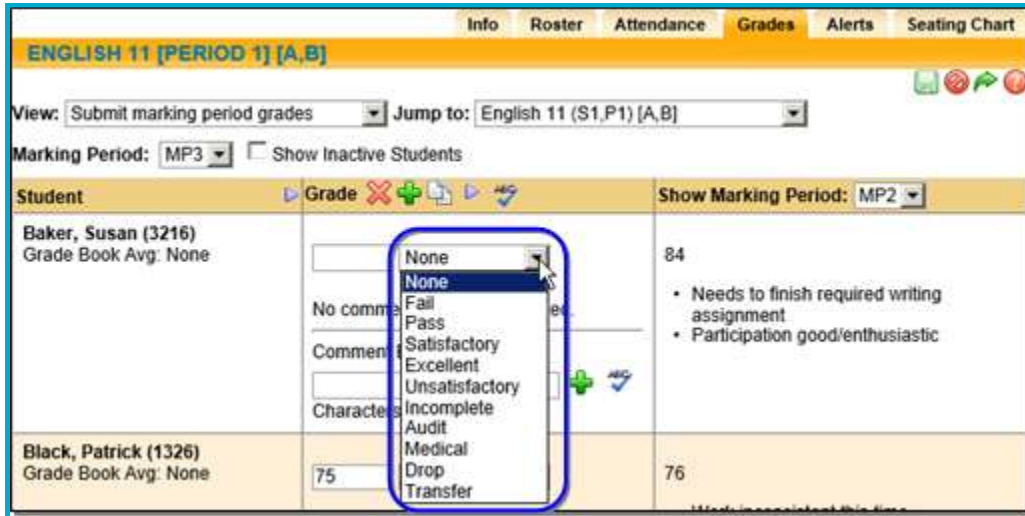 Info Roster Attendance Grades Alerts Seating Chart
ENGLISH 11 [PERIOD 1] [A,B]
View: Submit marking period grades Jump to: English 11 (S1,P1) [A,B]
Marking Period: MP3 Show Inactive Students
Student Grade ABC Show Marking Period: MP2
Baker, Susan (3216)
Grade Book Avg: None
None
None
Fail
Pass
Satisfactory
Excellent
Unsatisfactory
Incomplete
Audit
Medical
Drop
Transfer
No comme
ed.
Comment
ABC
Characters
84
• Needs to finish required writing
assignment
• Participation good/enthusiastic
Black, Patrick (1326)
Grade Book Avg: None
75
76